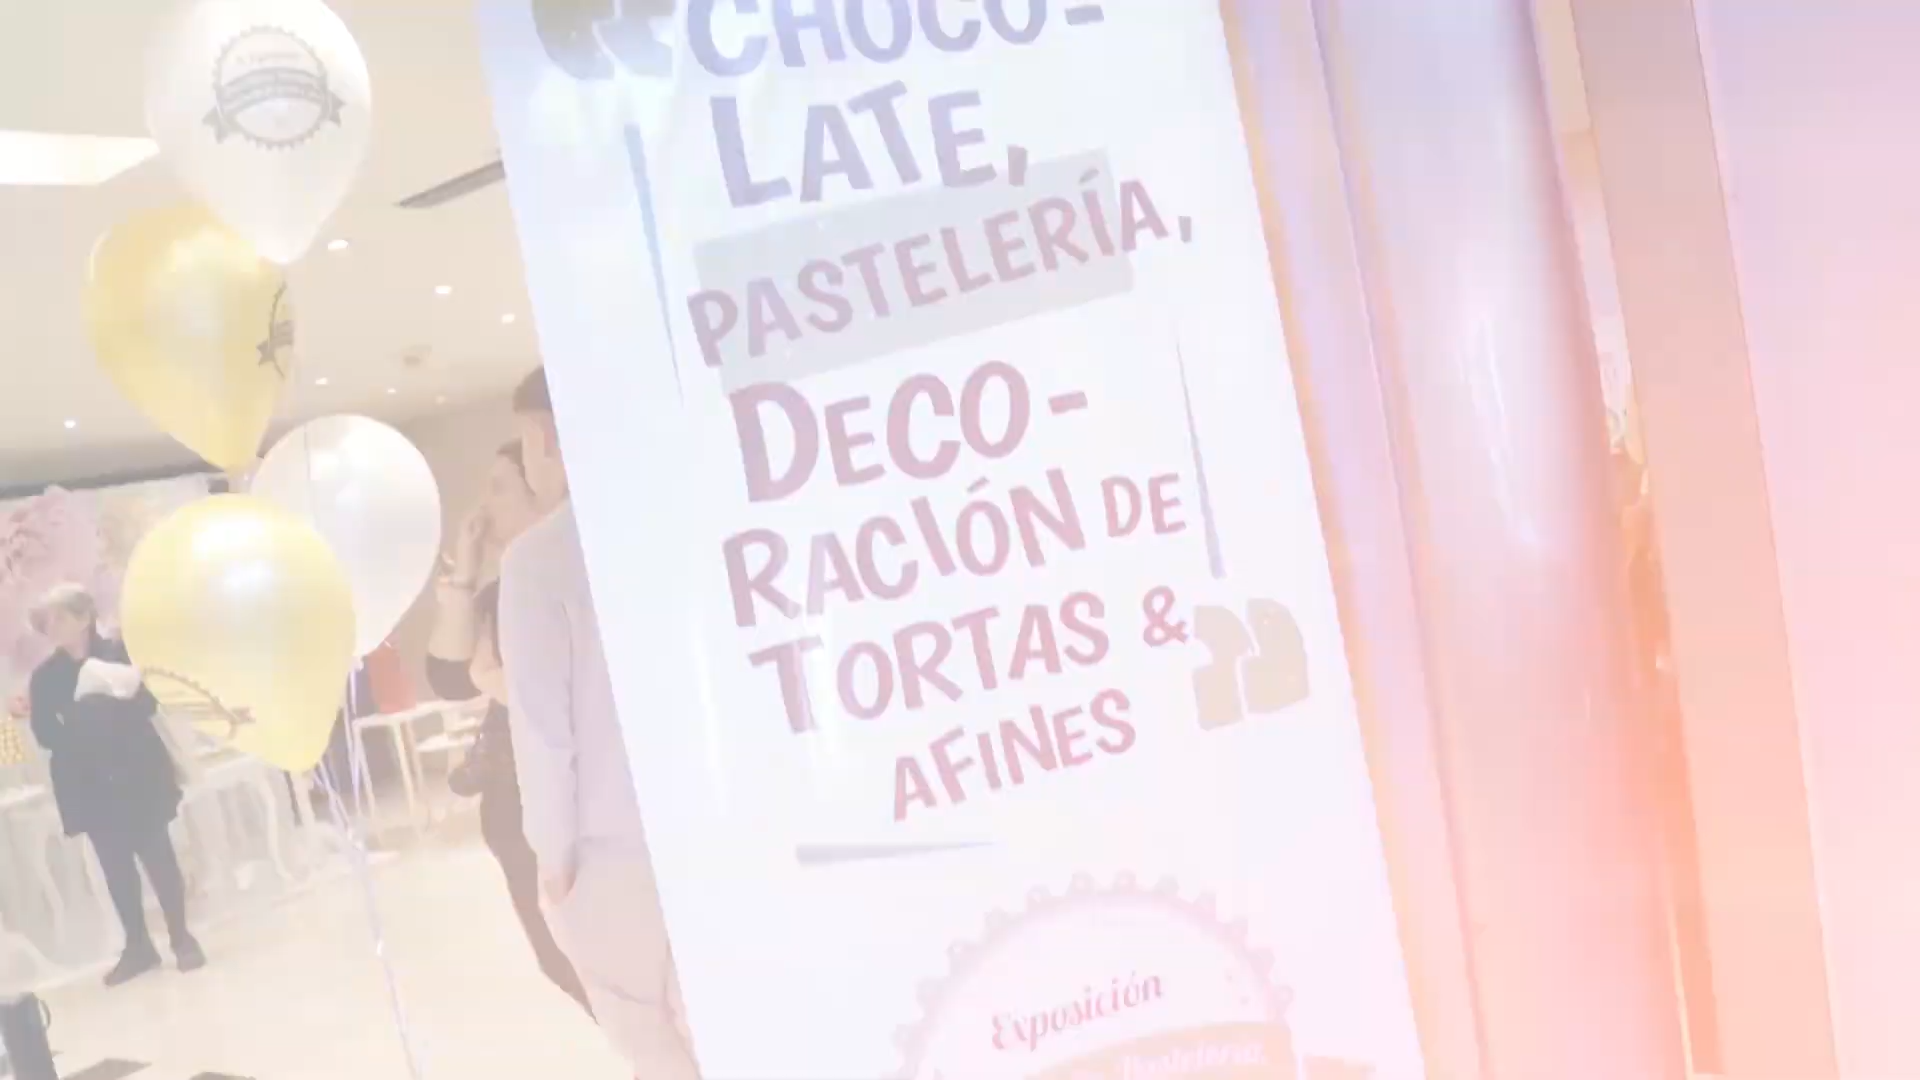 CHOCO-
LATE,
PASTELERÍA,
DECO-
RACIÓN DE
TORTAS &
AFINES
Exposición